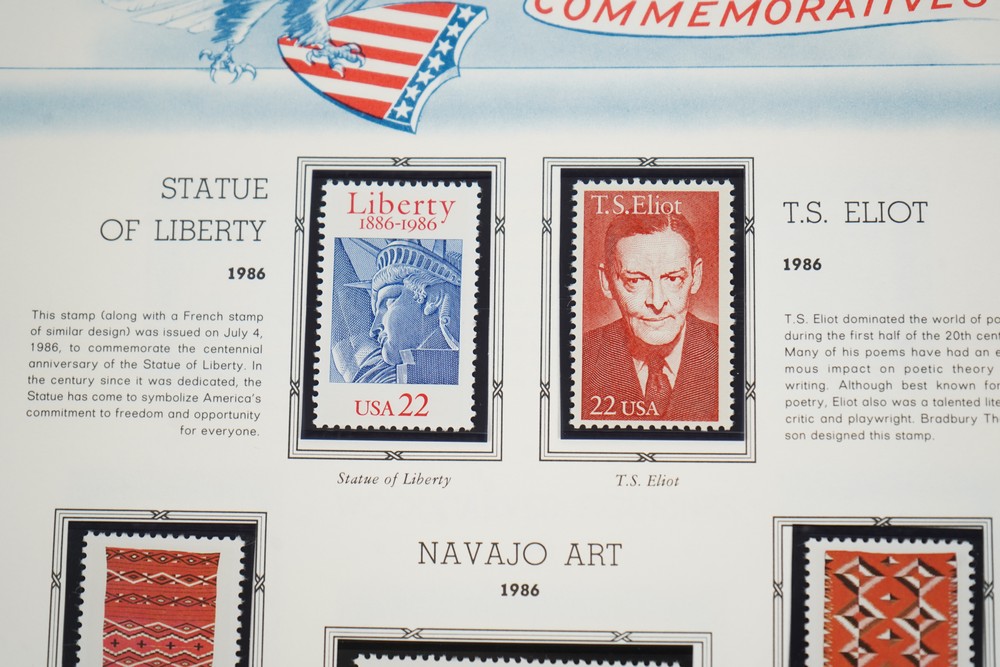 COMMEMORATIVES
STATUE
OF LIBERTY
1986
This stamp (along with a French stamp
of similar design) was issued on July 4,
1986, to commemorate the centennial
anniversary of the Statue of Liberty. In
the century since it was dedicated, the
Statue has come to symbolize America's
commitment to freedom and opportunity
for everyone.
Liberty
1886-1986
USA 22
Statue of Liberty
T.S. Eliot
22 USA
T.S. Eliot
T.S. ELIOT
1986
T.S. Eliot dominated the world of
during the first half of the 20th
Many of his poems have had an
mous impact on poetic theory
writing. Although best known for
poetry, Eliot also was a talented
critic and playwright. Bradbury
son designed this stamp.
NAVAJO ART
1986